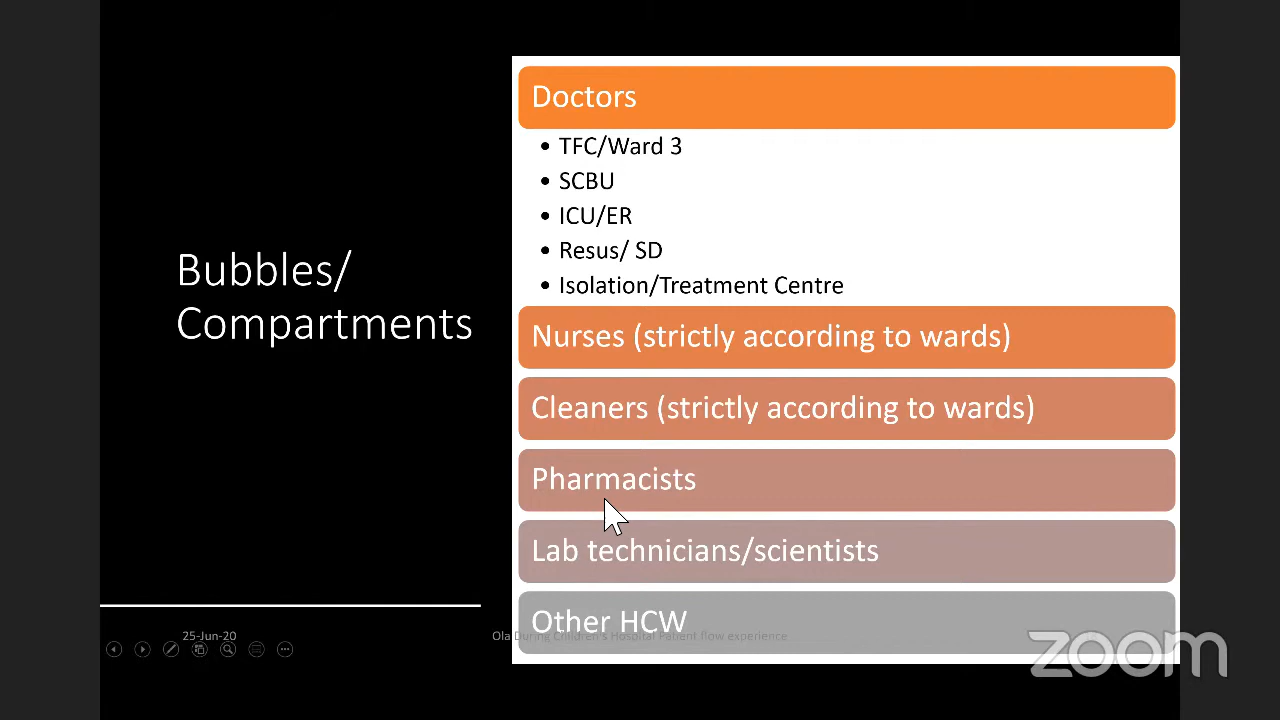 Bubbles/
Compartments
Doctors
• TFC/Ward 3
• SCBU
• ICU/ER
• Resus/ SD
• Isolation/Treatment Centre
Nurses (strictly according to wards)
Cleaners (strictly according to wards)
Pharmacists
Lab technicians/scientists
Other HCW
25-Jun-20
Ola During Children's Hospital Patient flow experience
zoom